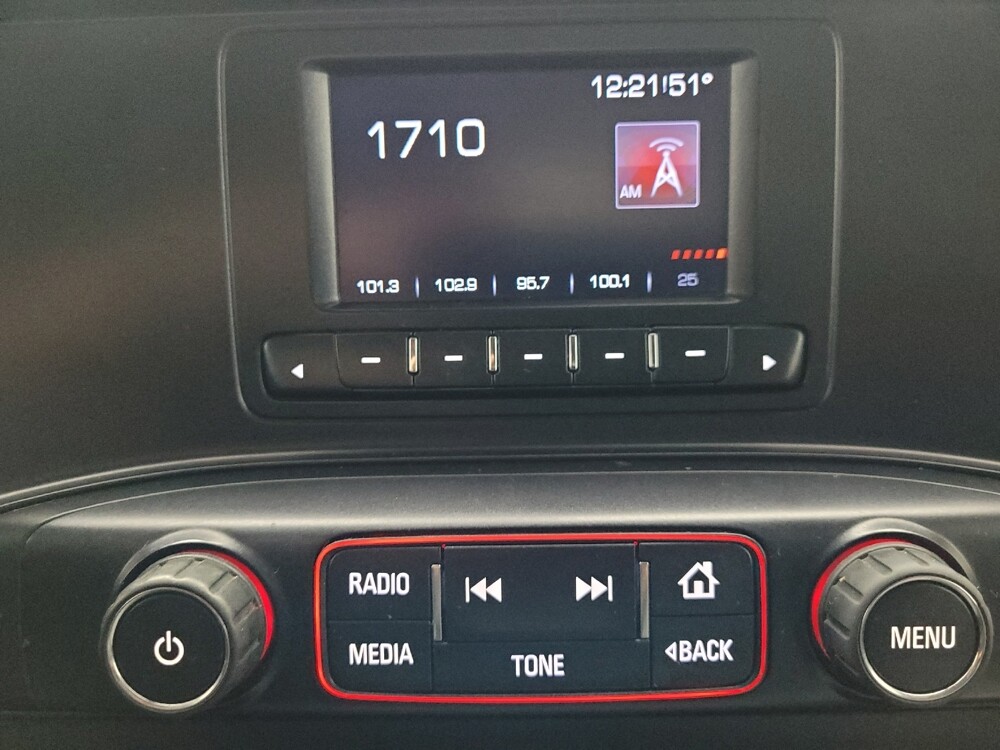 12:21 51°
1710
AM
101.3 | 102.9 | 95.7 | 100.1 | 25
RADIO
MEDIA
TONE
BACK
MENU